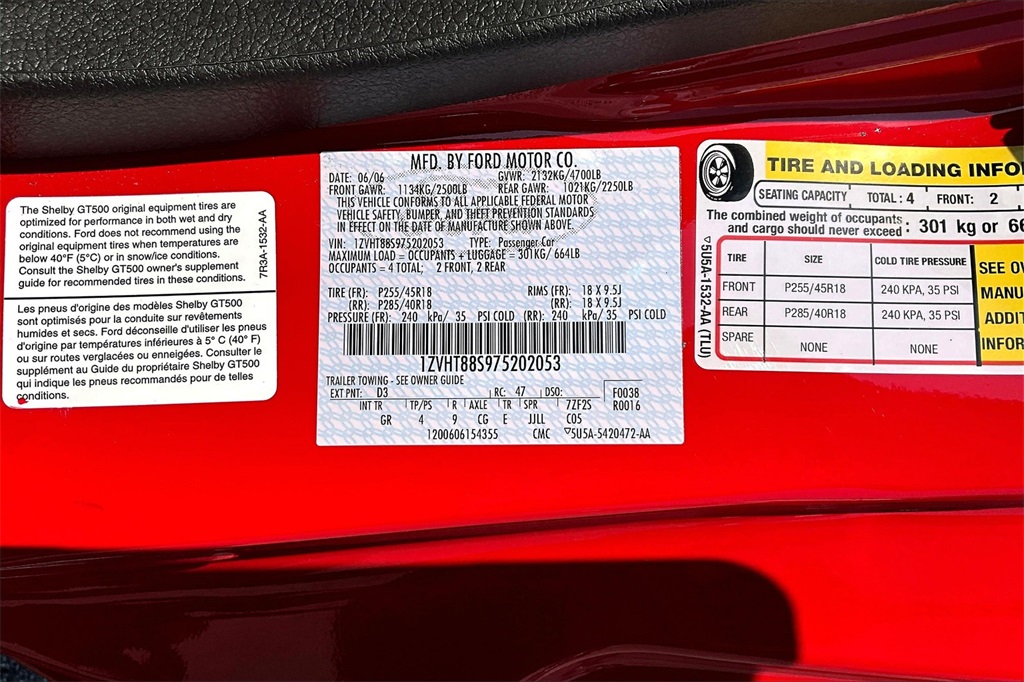 The Shelby GT500 original equipment tires are
optimized for performance in both wet and dry
conditions. Ford does not recommend using the
original equipment tires when temperatures are
below 40°F (5°C) or in snow/ice conditions.
Consult the Shelby GT500 owner's supplement
guide for recommended tires in these conditions.
7R3A-1532-AA
Les pneus d'origine des modèles Shelby GT500
sont optimisés pour la conduite sur revêtements
humides et secs. Ford déconseille d'utiliser les pneus
d'origine par températures inférieures à 5° C (40° F)
ou sur routes verglacées ou enneigées. Consulter le
supplément au Guide du propriétaire Shelby GT500
qui indique les pneus recommandés pour de telles
conditions.
MFD. BY FORD MOTOR CO.
DATE: 06/06 GVWR: 2132KG/4700LB
FRONT GAWR: 1134KG/2500LB REAR GAWR: 1021KG/2250LB
THIS VEHICLE CONFORMS TO ALL APPLICABLE FEDERAL MOTOR
VEHICLE SAFETY, BUMPER, AND THEFT PREVENTION STANDARDS
IN EFFECT ON THE DATE OF MANUFACTURE SHOWN ABOVE.
VIN: 1ZVHT88S975202053 TYPE: Passenger Car
MAXIMUM LOAD = OCCUPANTS + LUGGAGE = 301KG/ 664LB
OCCUPANTS = 4 TOTAL; 2 FRONT, 2 REAR
TIRE (FR): P255/45R18 RIMS (FR): 18 X 9.5J
(RR): P285/40R18 (RR): 18 X 9.5J
PRESSURE (FR): 240 kPa/ 35 PSI COLD (RR): 240 kPa/ 35 PSI COLD
1ZVHT88S975202053
TRAILER TOWING - SEE OWNER GUIDE
EXT PNT: D3 RC: 47 DSO: F0038
INT TR TP/PS R AXLE TR SPR 7ZF2S R0016
GR 4 9 CG E JJLL C05
1200606154355 CMC ▽5U5A-5420472-AA
TIRE AND LOADING INFO
SEATING CAPACITY TOTAL: 4 FRONT: 2
The combined weight of occupants
and cargo should never exceed: 301 kg or 66
▽5U5A-1532-AA (TLU)
TIRE SIZE COLD TIRE PRESSURE
FRONT P255/45R18 240 KPA, 35 PSI
REAR P285/40R18 240 KPA, 35 PSI
SPARE NONE NONE
SEE O
MANU
ADDIT
INFOR